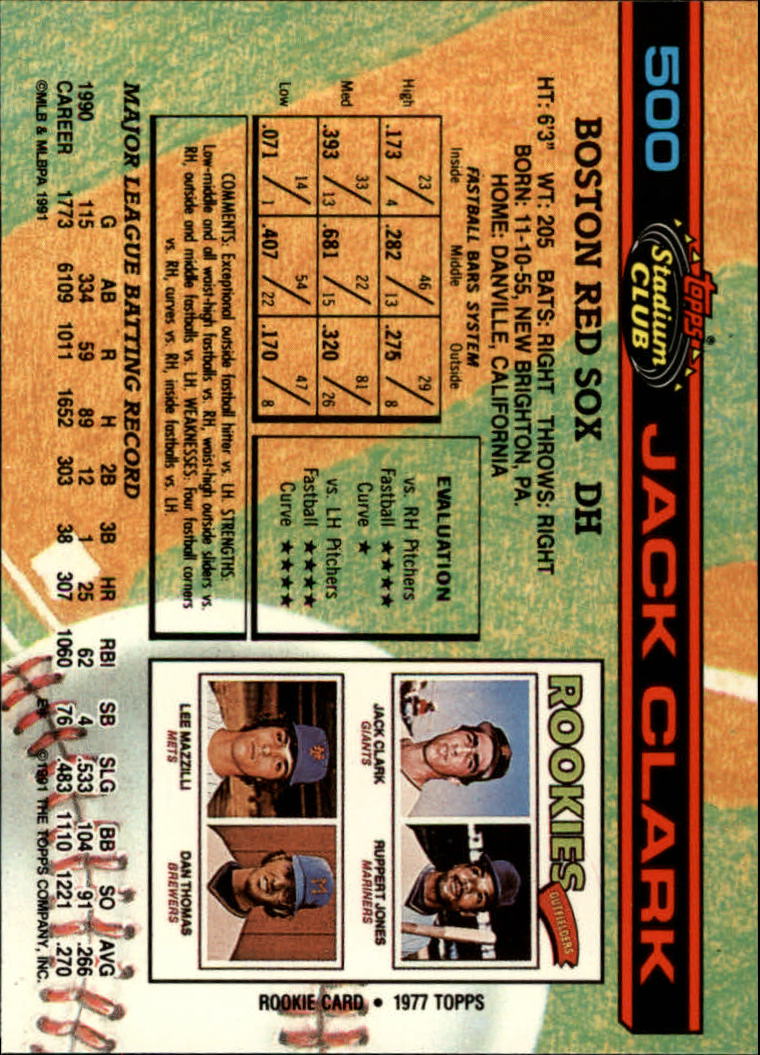 500
topps®
Stadium
CLUB
JACK CLARK
BOSTON RED SOX DH
HT: 6'3" WT: 205 BATS: RIGHT THROWS: RIGHT
BORN: 11-10-55, NEW BRIGHTON, PA.
HOME: DANVILLE, CALIFORNIA
FASTBALL BARS SYSTEM
Inside Middle Outside
High .173 23/4 .282 46/13 .275 29/8
Med .393 33/13 .681 22/15 .320 81/26
Low .071 14/1 .407 54/22 .170 47/8
EVALUATION
vs. RH Pitchers
Fastball ★★★★
Curve ★
vs. LH Pitchers
Fastball ★★★★
Curve ★★★★
COMMENTS: Exceptional outside fastball hitter vs. LH. STRENGTHS:
Low-middle and all waist-high fastballs vs. RH, waist-high outside sliders vs.
RH, outside and middle fastballs vs. LH. WEAKNESSES: Four fastball corners
vs. RH, curves vs. RH, inside fastballs vs. LH.
ROOKIES
OUTFIELDERS
JACK CLARK
GIANTS
RUPPERT JONES
MARINERS
LEE MAZZILLI
METS
DAN THOMAS
BREWERS
ROOKIE CARD • 1977 TOPPS
MAJOR LEAGUE BATTING RECORD
G AB R H 2B 3B HR RBI SB SLG BB SO AVG
1990 115 334 59 89 12 1 25 62 4 .533 104 91 .266
CAREER 1773 6109 1011 1652 303 38 307 1060 76 .483 1110 1221 .270
©MLB & MLBPA 1991
©1991 THE TOPPS COMPANY, INC.